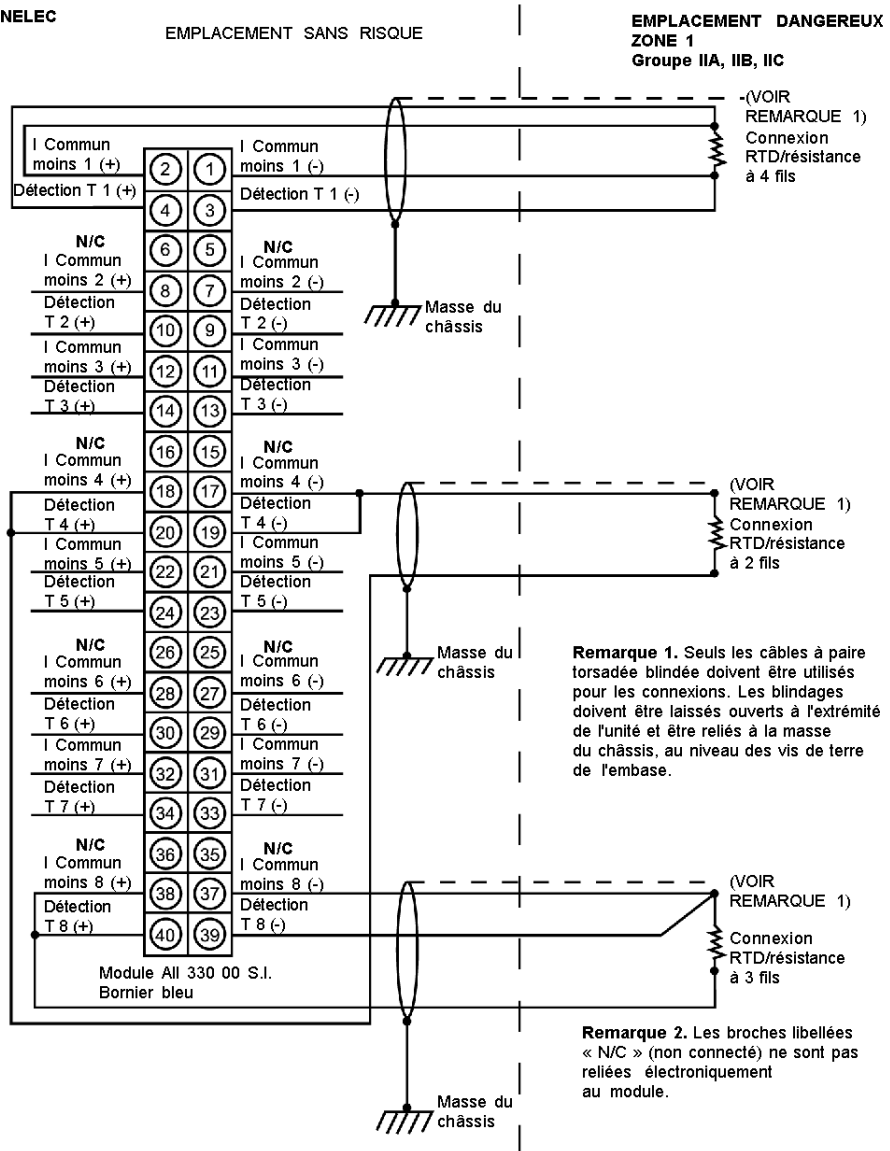 NELEC
EMPLACEMENT SANS RISQUE
EMPLACEMENT DANGEREUX
ZONE 1
Groupe IIA, IIB, IIC
(VOIR
REMARQUE 1)
Connexion
RTD/résistance
à 4 fils
I Commun
moins 1 (+)
2
1
I Commun
moins 1 (-)
Détection T 1 (+)
4
3
Détection T 1 (-)
N/C
6
5
N/C
I Commun
moins 2 (+)
8
7
I Commun
moins 2 (-)
Détection
T 2 (+)
10
9
Détection
T 2 (-)
Masse du
châssis
I Commun
moins 3 (+)
12
11
I Commun
moins 3 (-)
Détection
T 3 (+)
14
13
Détection
T 3 (-)
N/C
16
15
N/C
I Commun
moins 4 (+)
18
17
I Commun
moins 4 (-)
(VOIR
REMARQUE 1)
Connexion
RTD/résistance
à 2 fils
Détection
T 4 (+)
20
19
Détection
T 4 (-)
I Commun
moins 5 (+)
22
21
I Commun
moins 5 (-)
Détection
T 5 (+)
24
23
Détection
T 5 (-)
N/C
26
25
N/C
Masse du
châssis
I Commun
moins 6 (+)
28
27
I Commun
moins 6 (-)
Détection
T 6 (+)
30
29
Détection
T 6 (-)
I Commun
moins 7 (+)
32
31
I Commun
moins 7 (-)
Détection
T 7 (+)
34
33
Détection
T 7 (-)
Remarque 1. Seuls les câbles à paire
torsadée blindée doivent être utilisés
pour les connexions. Les blindages
doivent être laissés ouverts à l'extrémité
de l'unité et être reliés à la masse
du châssis, au niveau des vis de terre
de l'embase.
N/C
36
35
N/C
I Commun
moins 8 (+)
38
37
I Commun
moins 8 (-)
Détection
T 8 (+)
40
39
Détection
T 8 (-)
(VOIR
REMARQUE 1)
Connexion
RTD/résistance
à 3 fils
Module All 330 00 S.I.
Bornier bleu
Remarque 2. Les broches libellées
« N/C » (non connecté) ne sont pas
reliées électroniquement
au module.
Masse du
châssis